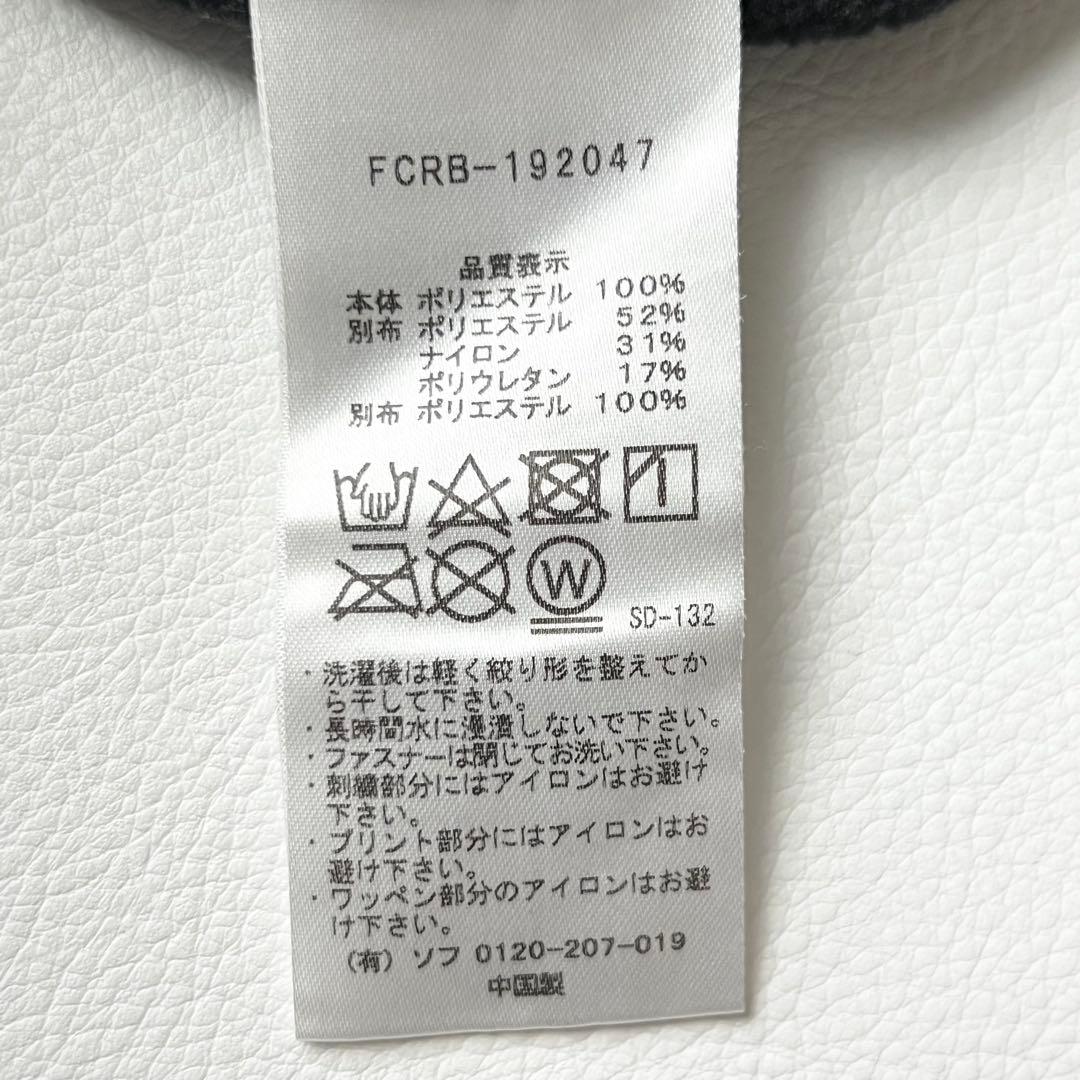 FCRB-192047
品質表示
本体 ポリエステル 100%
別布 ポリエステル 52%
ナイロン 31%
ポリウレタン 17%
別布 ポリエステル 100%
W
SD-132
・洗濯後は軽く絞り形を整えてか
ら干して下さい。
・長時間水に浸漬しないで下さい。
・ファスナーは閉じてお洗い下さい。
・刺繍部分にはアイロンはお避け
下さい。
・プリント部分にはアイロンはお
避け下さい。
・ワッペン部分のアイロンはお避
け下さい。
(有) ソフ 0120-207-019
中国製